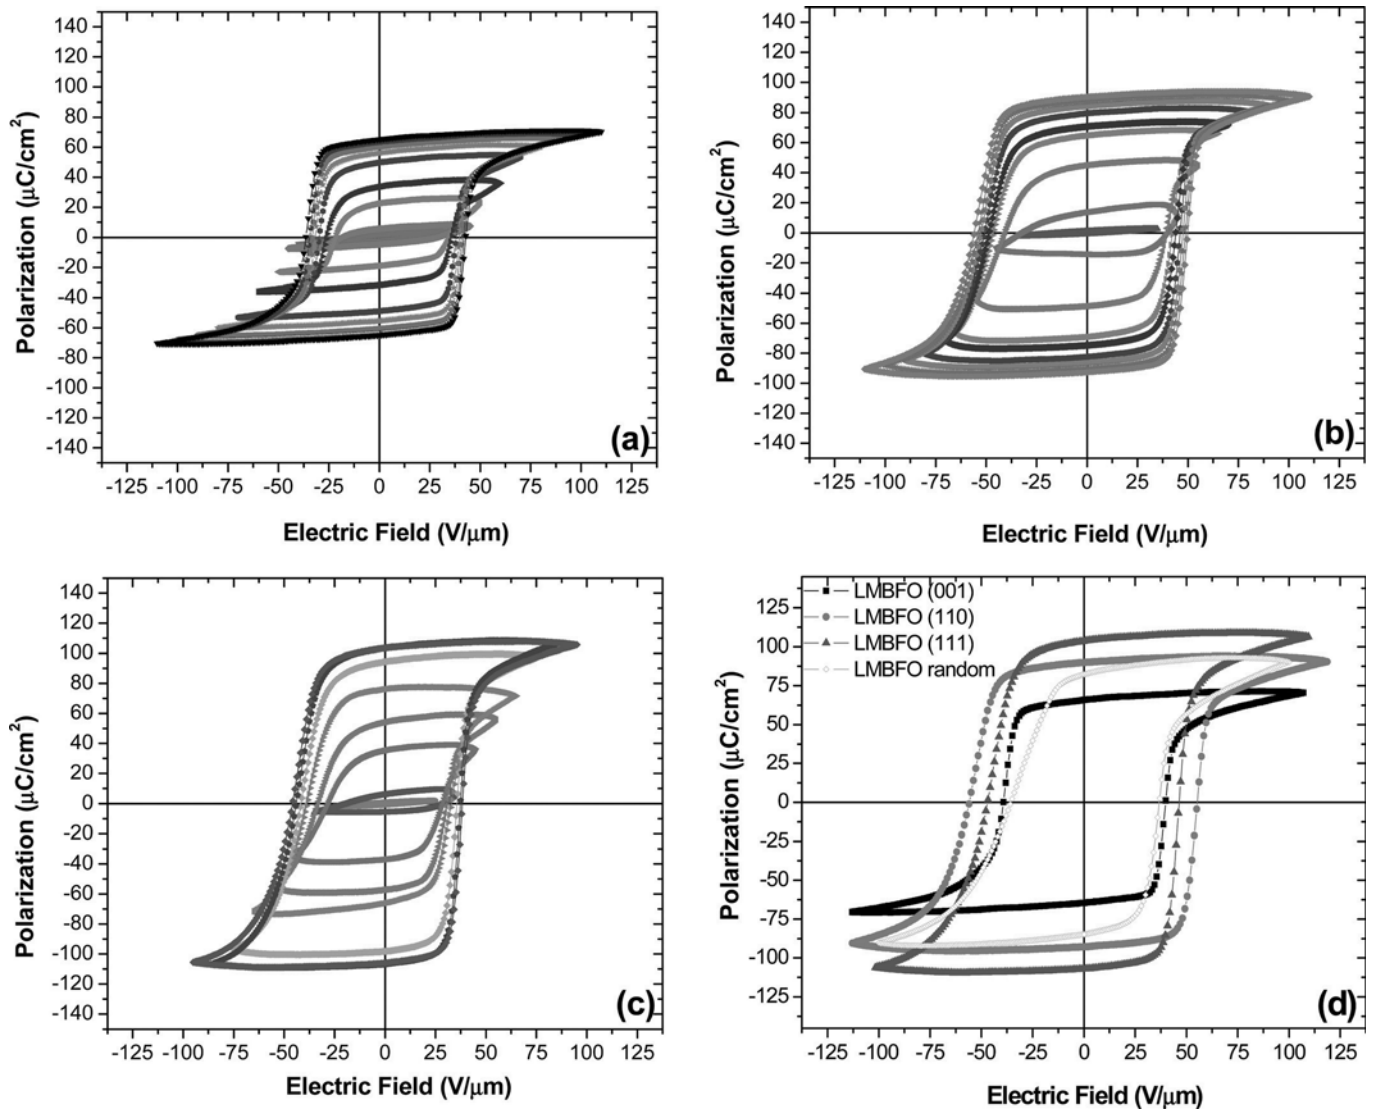 140
120
100
80
60
40
20
0
-20
-40
-60
-80
-100
-120
-140
Polarization (μC/cm²)
(a)
-125 -100 -75 -50 -25 0 25 50 75 100 125
Electric Field (V/μm)
140
120
100
80
60
40
20
0
-20
-40
-60
-80
-100
-120
-140
Polarization (μC/cm²)
(b)
-125 -100 -75 -50 -25 0 25 50 75 100 125
Electric Field (V/μm)
140
120
100
80
60
40
20
0
-20
-40
-60
-80
-100
-120
-140
Polarization (μC/cm²)
(c)
-125 -100 -75 -50 -25 0 25 50 75 100 125
Electric Field (V/μm)
LMBFO (001)
LMBFO (110)
LMBFO (111)
LMBFO random
125
100
75
50
25
0
-25
-50
-75
-100
-125
Polarization (μC/cm²)
(d)
-125 -100 -75 -50 -25 0 25 50 75 100 125
Electric Field (V/μm)